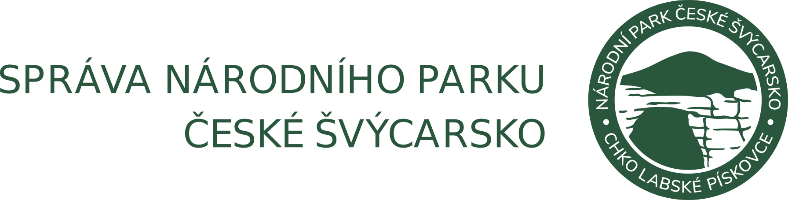 SPRÁVA NÁRODNÍHO PARKU
ČESKÉ ŠVÝCARSKO
NÁRODNÍ PARK ČESKÉ ŠVÝCARSKO
• CHKO LABSKÉ PÍSKOVCE •